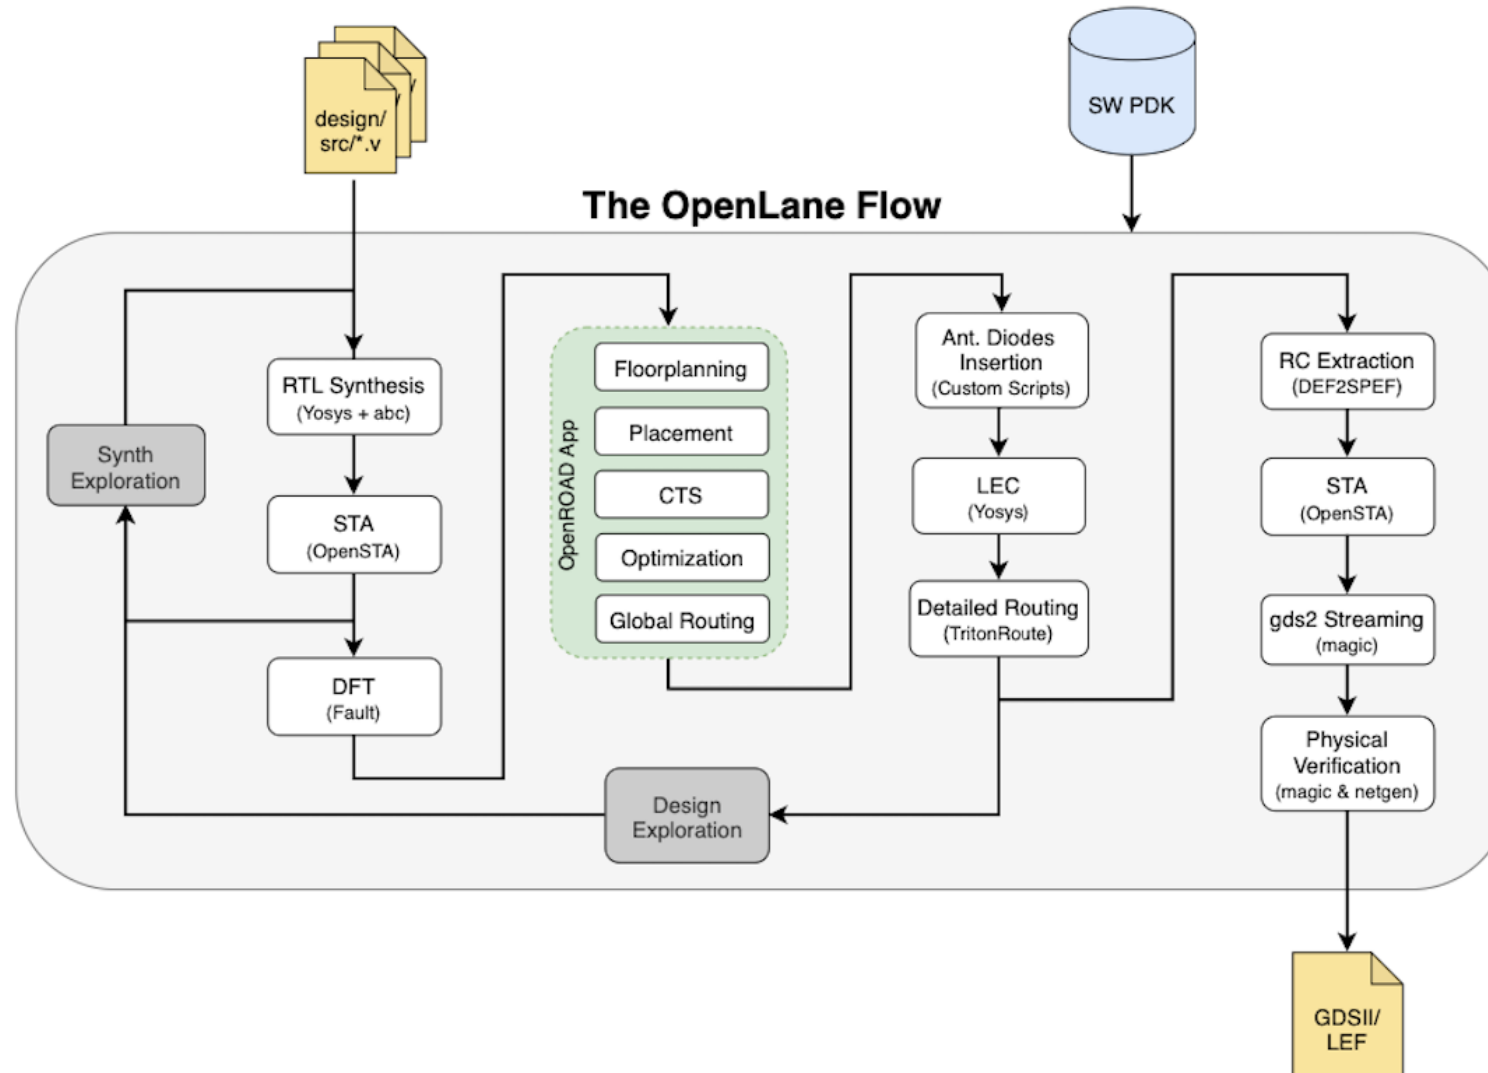 design/
src/*.v
SW PDK
The OpenLane Flow
RTL Synthesis
(Yosys + abc)
Synth
Exploration
STA
(OpenSTA)
DFT
(Fault)
OpenROAD App
Floorplanning
Placement
CTS
Optimization
Global Routing
Design
Exploration
Ant. Diodes
Insertion
(Custom Scripts)
LEC
(Yosys)
Detailed Routing
(TritonRoute)
RC Extraction
(DEF2SPEF)
STA
(OpenSTA)
gds2 Streaming
(magic)
Physical
Verification
(magic & netgen)
GDSII/
LEF